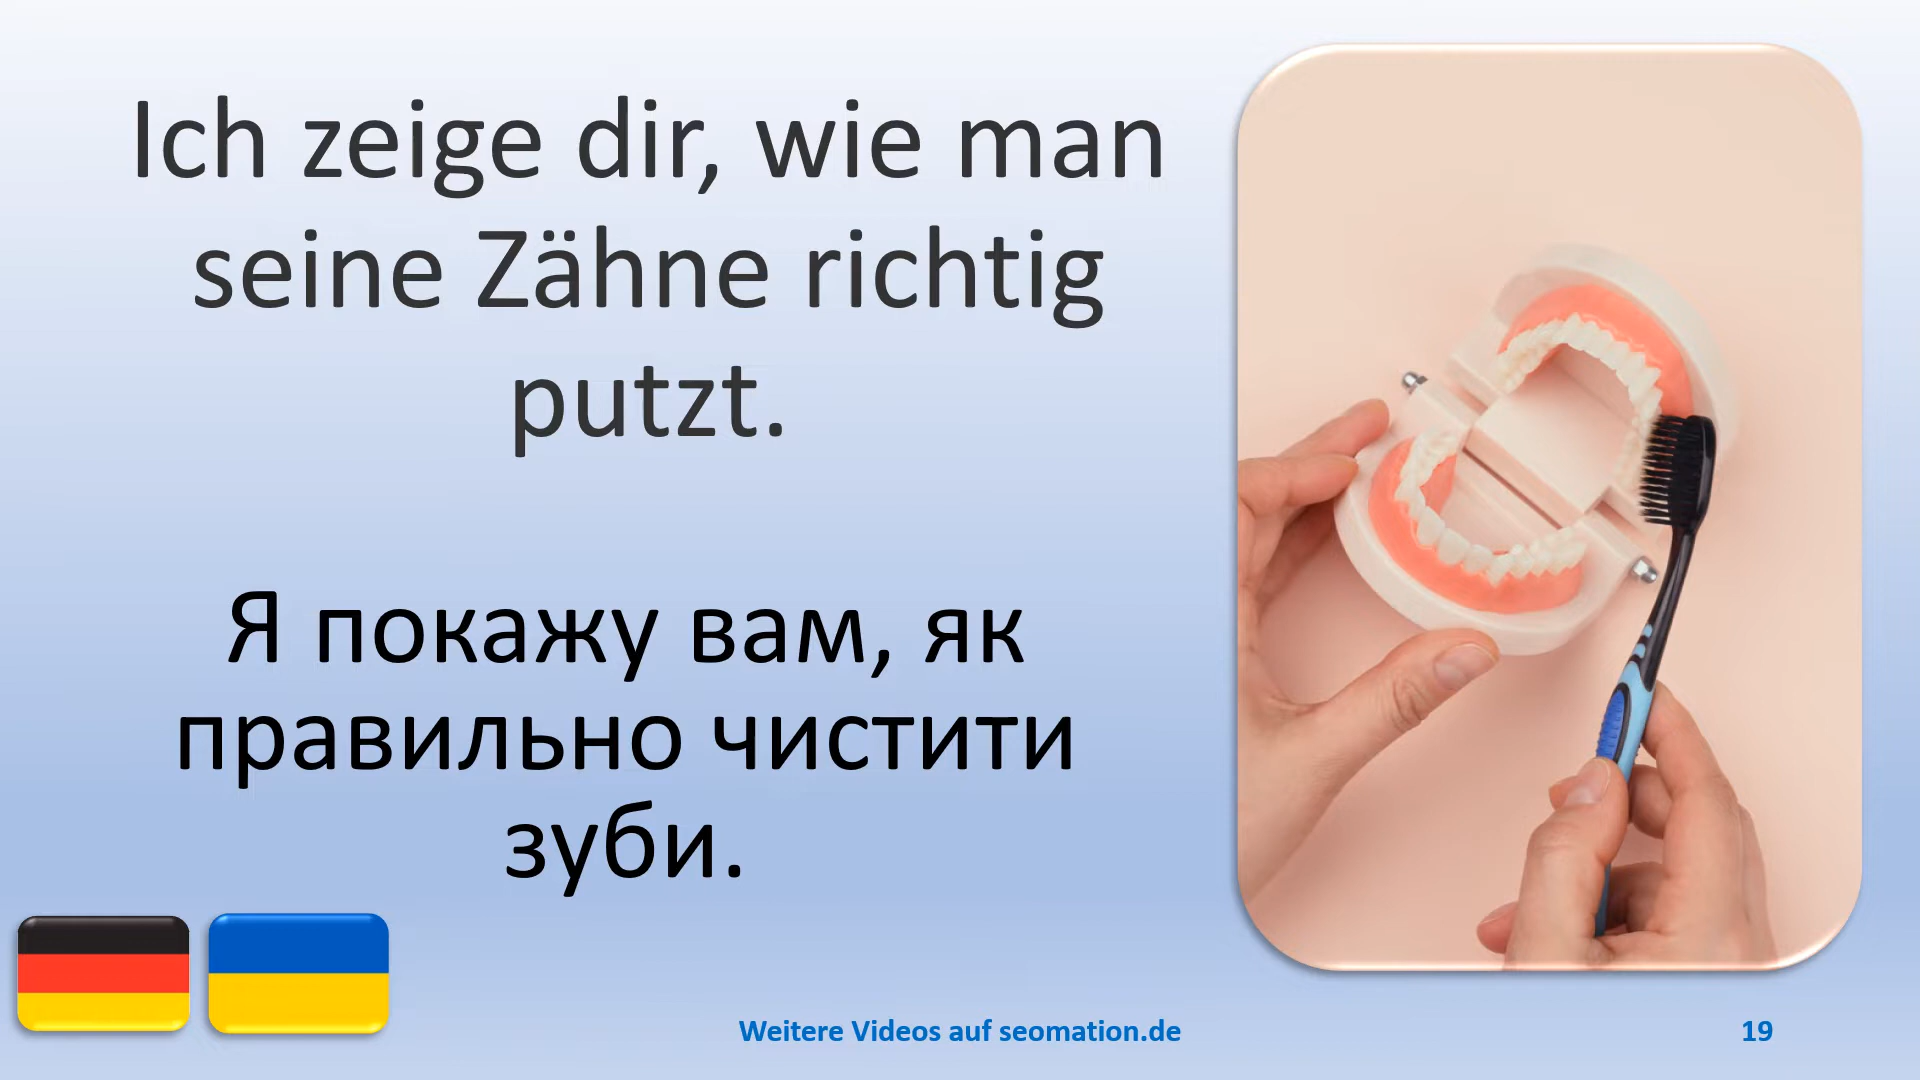 Ich zeige dir, wie man
seine Zähne richtig
putzt.
Я покажу вам, як
правильно чистити
зуби.
Weitere Videos auf seomation.de
19